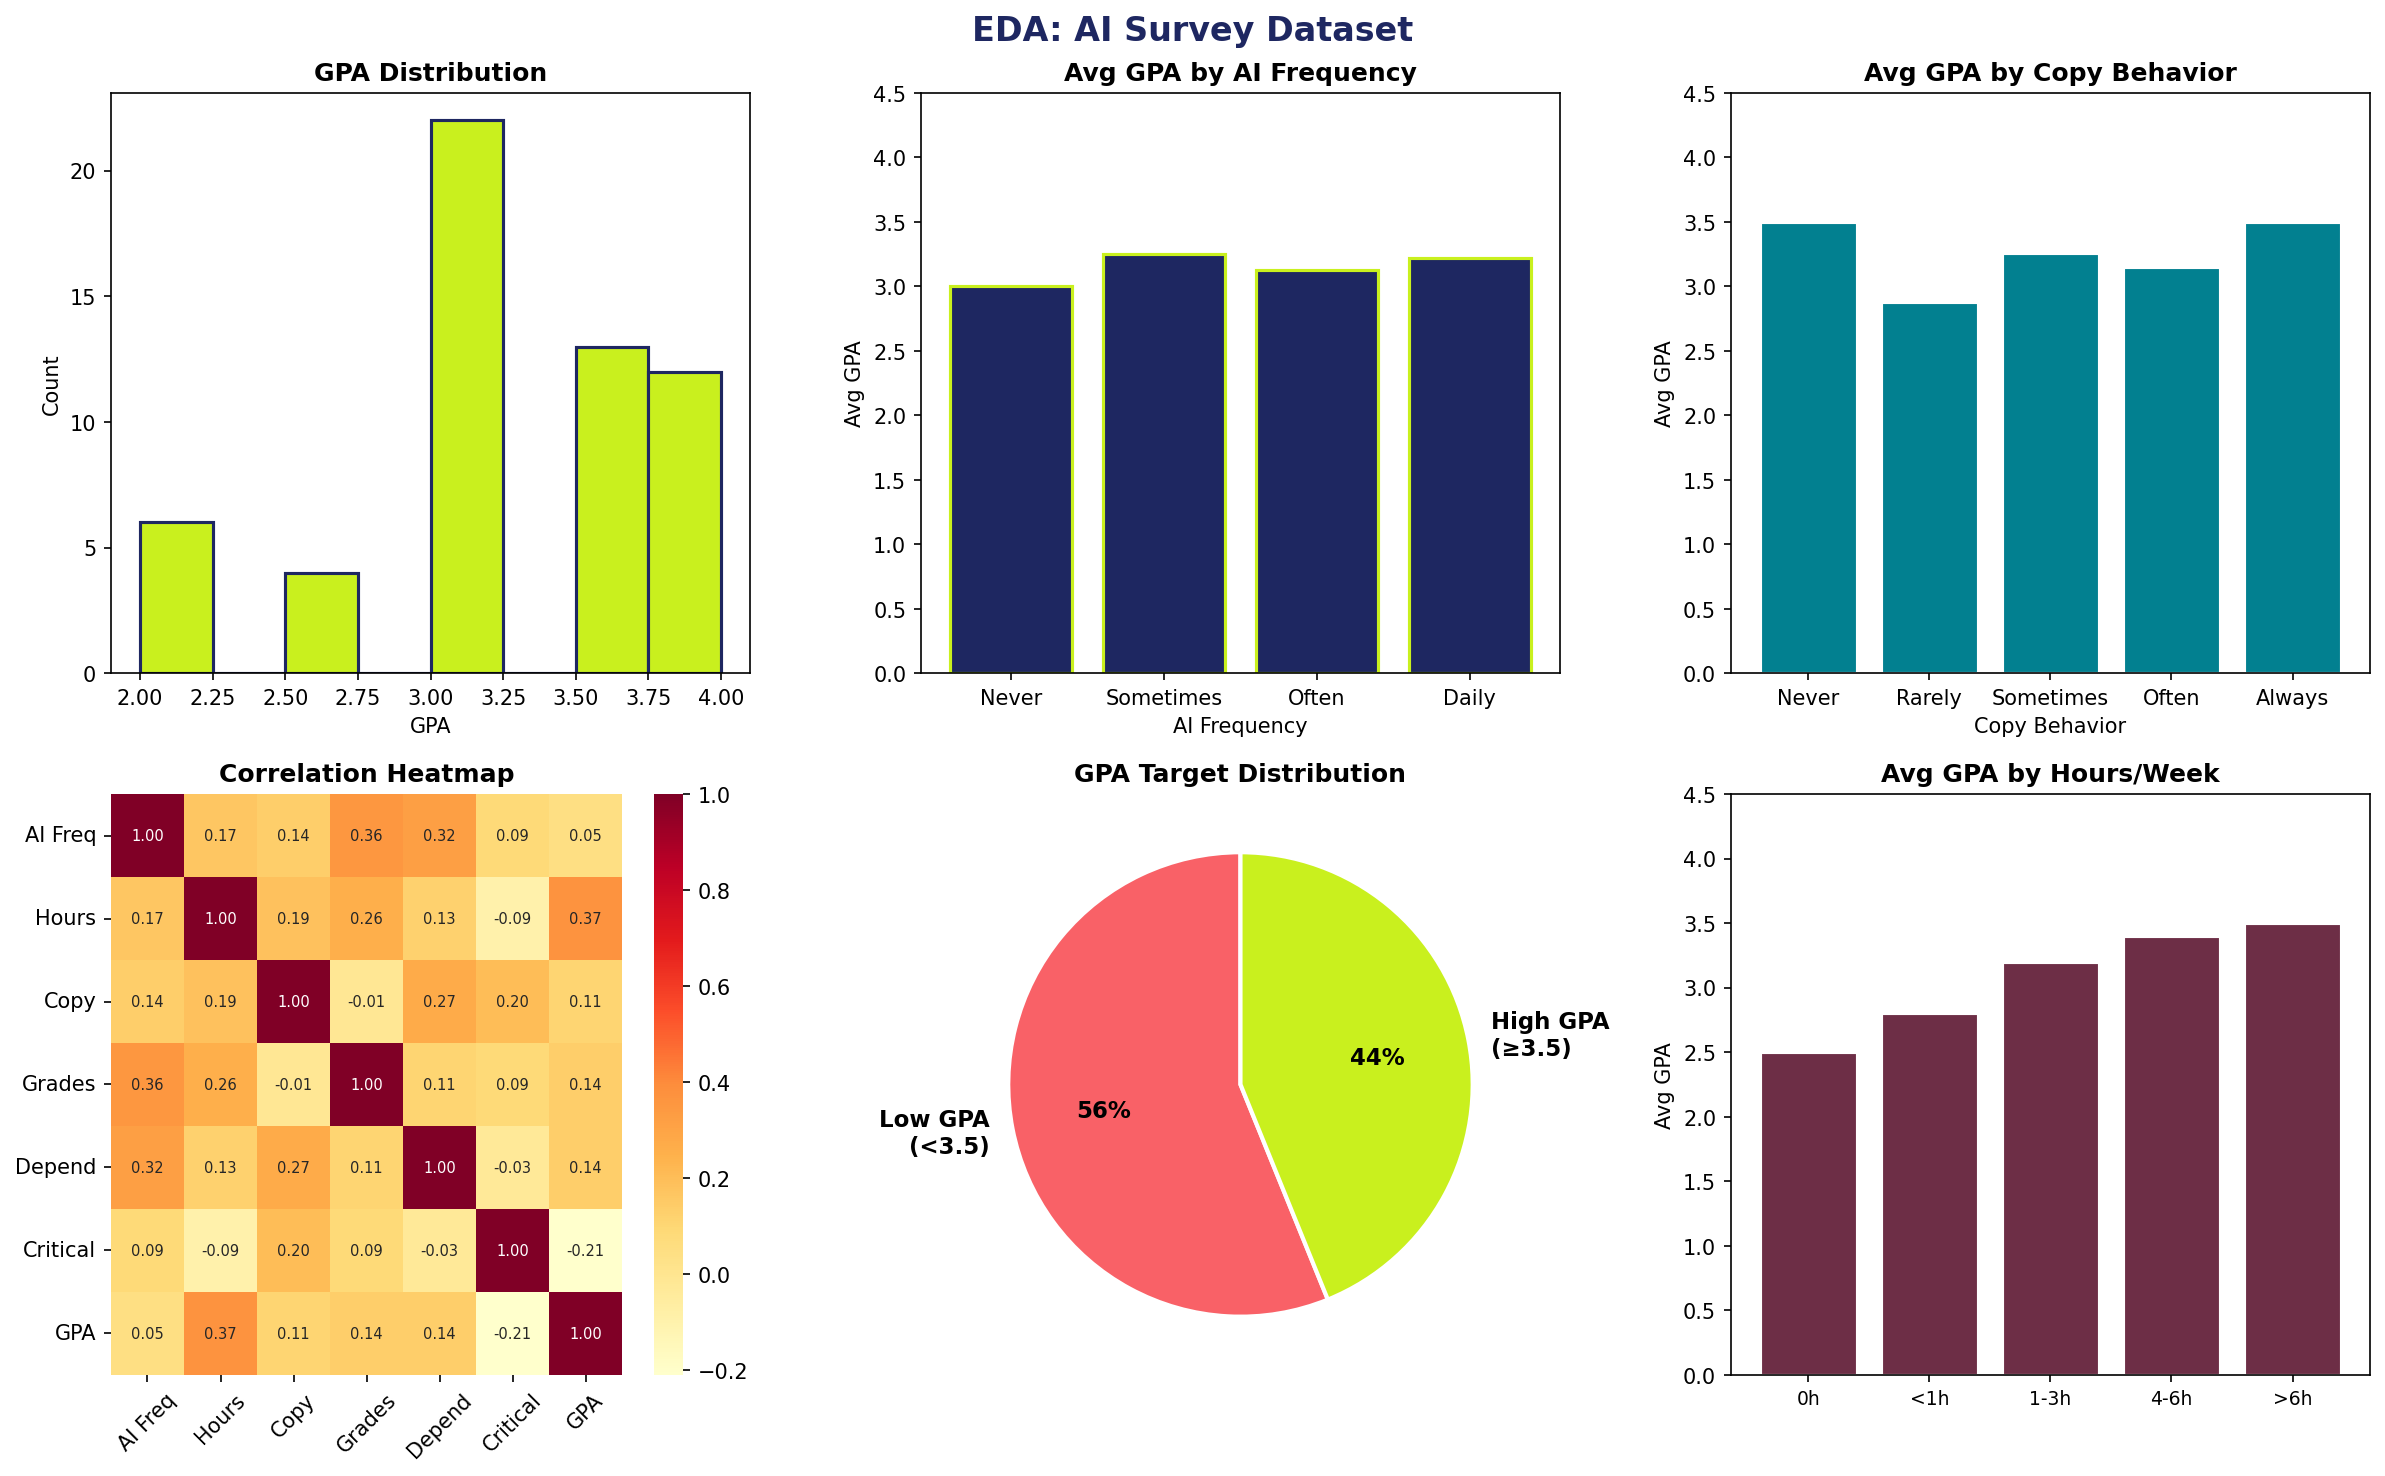 EDA: AI Survey Dataset
GPA Distribution
Count
20
15
10
5
0
2.00 2.25 2.50 2.75 3.00 3.25 3.50 3.75 4.00
GPA
Avg GPA by AI Frequency
Avg GPA
4.5
4.0
3.5
3.0
2.5
2.0
1.5
1.0
0.5
0.0
Never Sometimes Often Daily
AI Frequency
Avg GPA by Copy Behavior
Avg GPA
4.5
4.0
3.5
3.0
2.5
2.0
1.5
1.0
0.5
0.0
Never Rarely Sometimes Often Always
Copy Behavior
Correlation Heatmap
AI Freq 1.00 0.17 0.14 0.36 0.32 0.09 0.05
Hours 0.17 1.00 0.19 0.26 0.13 -0.09 0.37
Copy 0.14 0.19 1.00 -0.01 0.27 0.20 0.11
Grades 0.36 0.26 -0.01 1.00 0.11 0.09 0.14
Depend 0.32 0.13 0.27 0.11 1.00 -0.03 0.14
Critical 0.09 -0.09 0.20 0.09 -0.03 1.00 -0.21
GPA 0.05 0.37 0.11 0.14 0.14 -0.21 1.00
AI Freq Hours Copy Grades Depend Critical GPA
1.0
0.8
0.6
0.4
0.2
0.0
−0.2
GPA Target Distribution
High GPA
(≥3.5)
44%
56%
Low GPA
(<3.5)
Avg GPA by Hours/Week
Avg GPA
4.5
4.0
3.5
3.0
2.5
2.0
1.5
1.0
0.5
0.0
0h <1h 1-3h 4-6h >6h